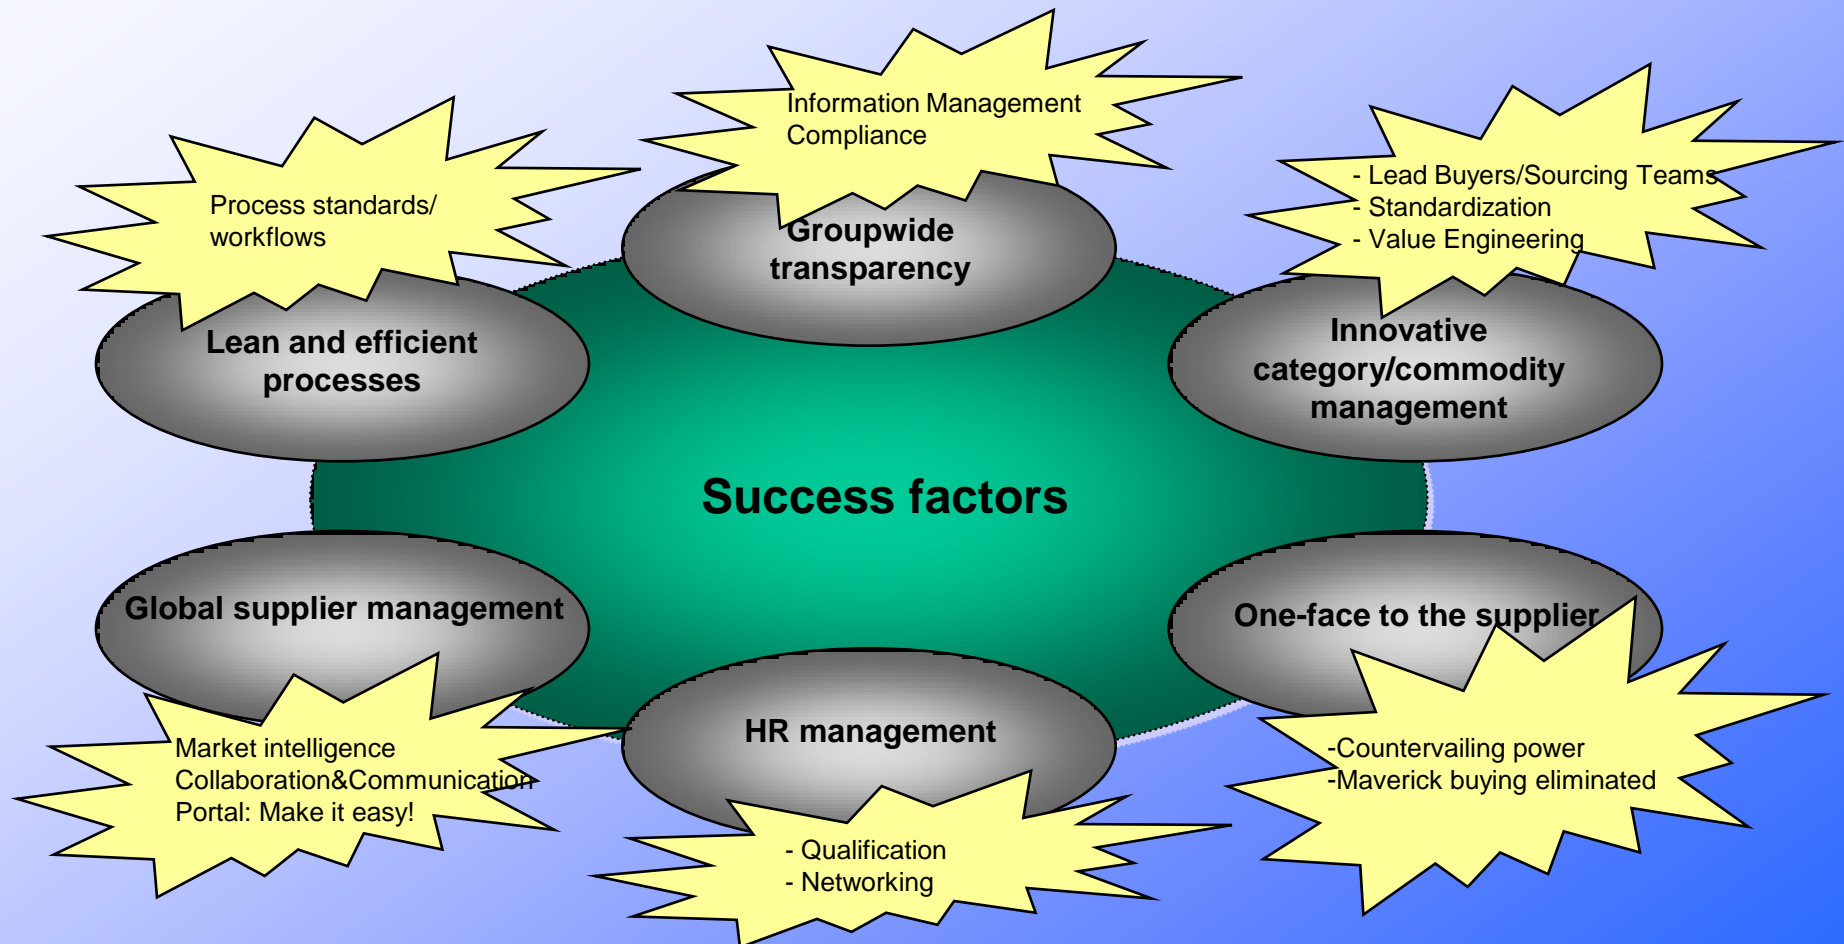 Information Management
Compliance
Groupwide
transparency
Process standards/
workflows
Lean and efficient
processes
- Lead Buyers/Sourcing Teams
- Standardization
- Value Engineering
Innovative
category/commodity
management
Success factors
Global supplier management
Market intelligence
Collaboration&Communication
Portal: Make it easy!
HR management
- Qualification
- Networking
One-face to the supplier
-Countervailing power
-Maverick buying eliminated